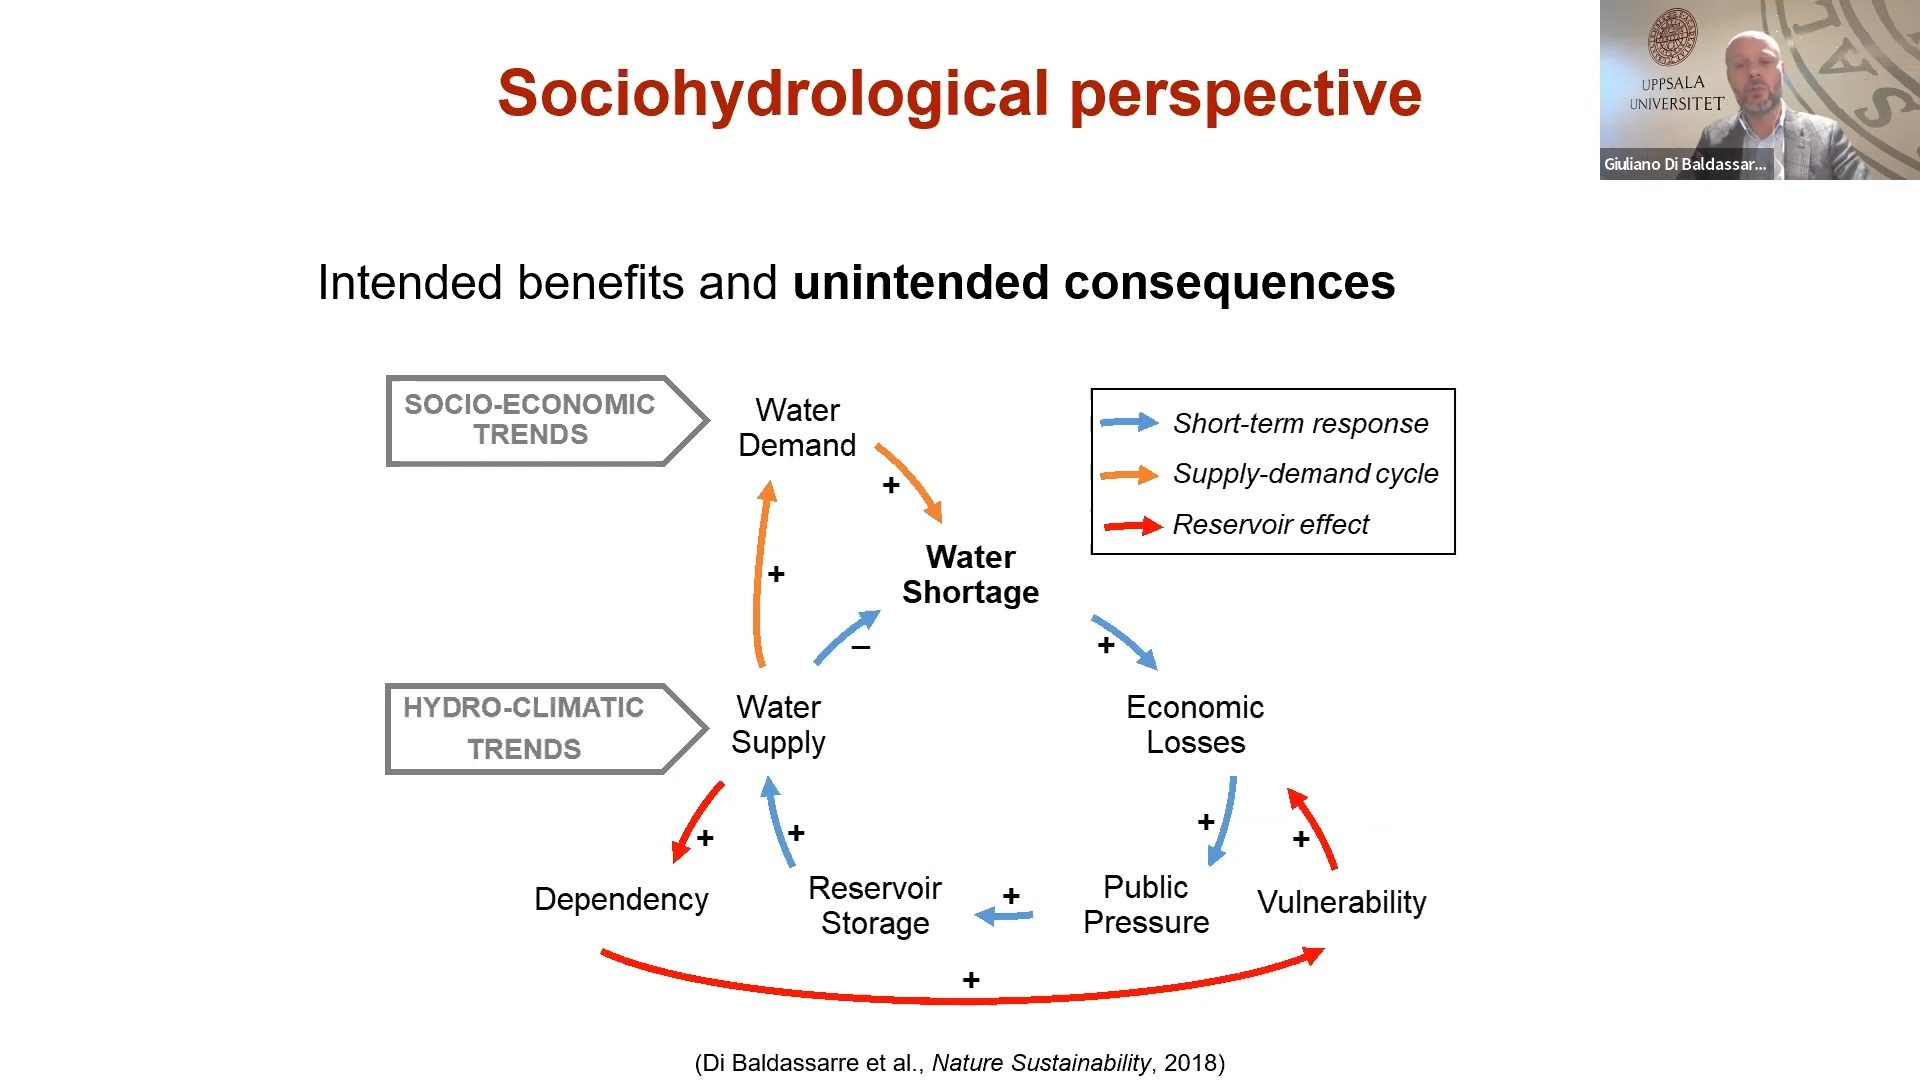 Sociohydrological perspective
UPPSALA
UNIVERSITET
Giuliano Di Baldassar...
Intended benefits and unintended consequences
SOCIO-ECONOMIC
TRENDS
Water
Demand
+
Short-term response
Supply-demand cycle
Reservoir effect
Water
Shortage
+
–
+
HYDRO-CLIMATIC
TRENDS
Water
Supply
Economic
Losses
+
+
+
+
Dependency
Reservoir
Storage
+
Public
Pressure
Vulnerability
+
(Di Baldassarre et al., Nature Sustainability, 2018)